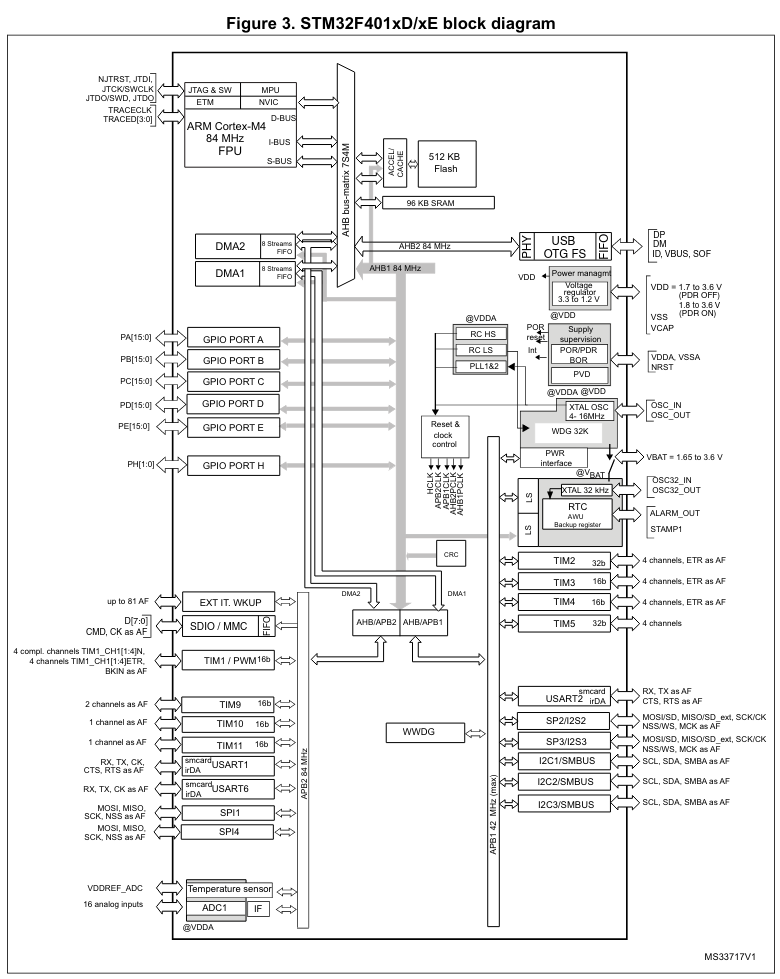 Figure 3. STM32F401xD/xE block diagram
NJTRST, JTDI,
JTCK/SWCLK
JTDO/SWD, JTDO
TRACECLK
TRACED[3:0]
JTAG & SW
MPU
ETM
NVIC
D-BUS
ARM Cortex-M4
84 MHz
FPU
I-BUS
S-BUS
AHB bus-matrix 7S4M
ACCEL/
CACHE
512 KB
Flash
96 KB SRAM
DMA2
8 Streams
FIFO
DMA1
8 Streams
FIFO
AHB2 84 MHz
AHB1 84 MHz
PHY
USB
OTG FS
FIFO
DP
DM
ID, VBUS, SOF
VDD
Power managmt
Voltage
regulator
3.3 to 1.2 V
@VDD
VDD = 1.7 to 3.6 V
(PDR OFF)
1.8 to 3.6 V
(PDR ON)
VSS
VCAP
@VDDA
RC HS
RC LS
PLL1&2
POR
reset
Int
Supply
supervision
POR/PDR
BOR
PVD
VDDA, VSSA
NRST
@VDDA @VDD
PA[15:0]
GPIO PORT A
PB[15:0]
GPIO PORT B
PC[15:0]
GPIO PORT C
PD[15:0]
GPIO PORT D
PE[15:0]
GPIO PORT E
PH[1:0]
GPIO PORT H
XTAL OSC
4- 16MHz
OSC_IN
OSC_OUT
WDG 32K
Reset &
clock
control
HCLK
APB2CLK
APB1CLK
AHB2PCLK
AHB1PCLK
PWR
interface
VBAT = 1.65 to 3.6 V
@VBAT
LS
LS
XTAL 32 kHz
RTC
AWU
Backup register
OSC32_IN
OSC32_OUT
ALARM_OUT
STAMP1
CRC
DMA2
DMA1
AHB/APB2
AHB/APB1
TIM2
32b
4 channels, ETR as AF
TIM3
16b
4 channels, ETR as AF
TIM4
16b
4 channels, ETR as AF
TIM5
32b
4 channels
up to 81 AF
EXT IT. WKUP
D[7:0]
CMD, CK as AF
SDIO / MMC
FIFO
4 compl. channels TIM1_CH1[1:4]N,
4 channels TIM1_CH1[1:4]ETR,
BKIN as AF
TIM1 / PWM
16b
2 channels as AF
TIM9
16b
1 channel as AF
TIM10
16b
1 channel as AF
TIM11
16b
RX, TX, CK,
CTS, RTS as AF
smcard
irDA
USART1
RX, TX, CK as AF
smcard
irDA
USART6
MOSI, MISO,
SCK, NSS as AF
SPI1
MOSI, MISO,
SCK, NSS as AF
SPI4
APB2 84 MHz
WWDG
APB1 42 MHz (max)
USART2
smcard
irDA
RX, TX as AF
CTS, RTS as AF
SP2/I2S2
MOSI/SD, MISO/SD_ext, SCK/CK
NSS/WS, MCK as AF
SP3/I2S3
MOSI/SD, MISO/SD_ext, SCK/CK
NSS/WS, MCK as AF
I2C1/SMBUS
SCL, SDA, SMBA as AF
I2C2/SMBUS
SCL, SDA, SMBA as AF
I2C3/SMBUS
SCL, SDA, SMBA as AF
VDDREF_ADC
Temperature sensor
16 analog inputs
ADC1
IF
@VDDA
MS33717V1